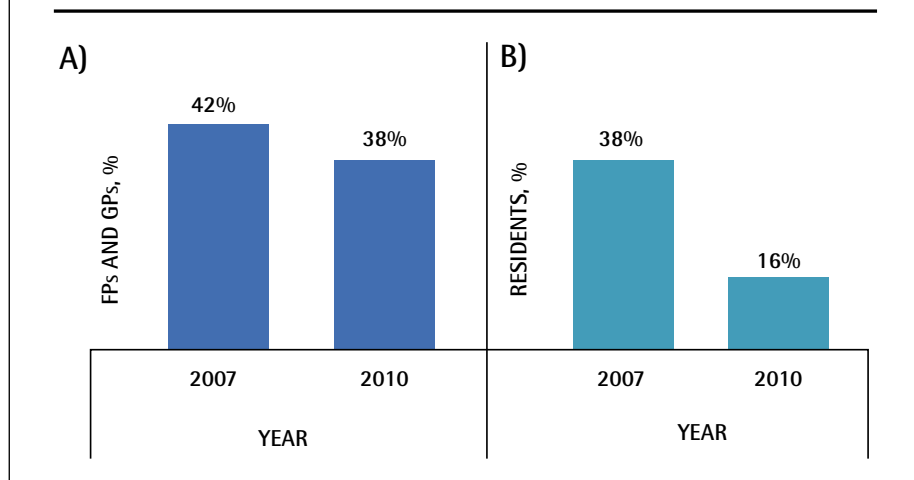 A)
42%
38%
FPs AND GPs, %
2007
2010
YEAR
B)
38%
16%
RESIDENTS, %
2007
2010
YEAR